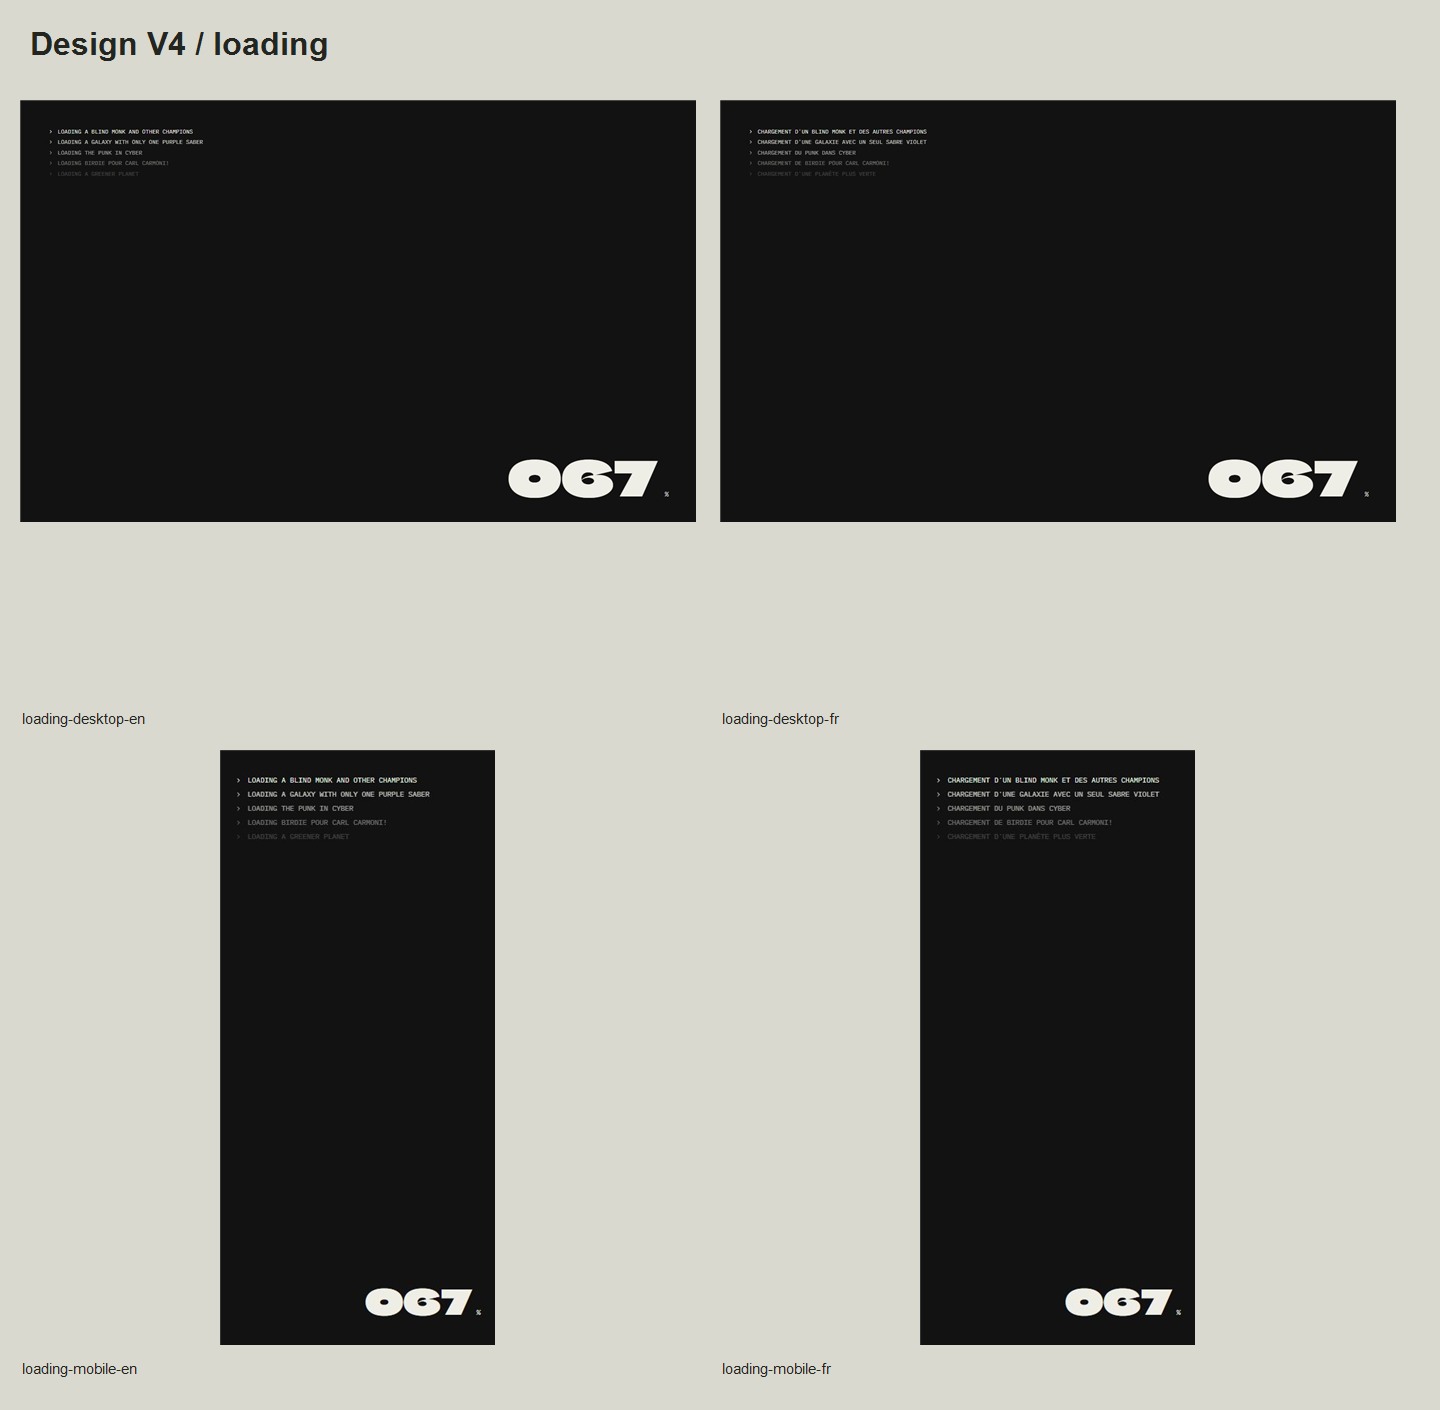 Design V4 / loading
› LOADING A BLIND MONK AND OTHER CHAMPIONS
› LOADING A GALAXY WITH ONLY ONE PURPLE SABER
› LOADING THE PUNK IN CYBER
› LOADING BIRDIE POUR CARL CARMONI!
› LOADING A GREENER PLANET
067 %
› CHARGEMENT D'UN BLIND MONK ET DES AUTRES CHAMPIONS
› CHARGEMENT D'UNE GALAXIE AVEC UN SEUL SABRE VIOLET
› CHARGEMENT DU PUNK DANS CYBER
› CHARGEMENT DE BIRDIE POUR CARL CARMONI!
› CHARGEMENT D'UNE PLANÈTE PLUS VERTE
067 %
loading-desktop-en
loading-desktop-fr
› LOADING A BLIND MONK AND OTHER CHAMPIONS
› LOADING A GALAXY WITH ONLY ONE PURPLE SABER
› LOADING THE PUNK IN CYBER
› LOADING BIRDIE POUR CARL CARMONI!
› LOADING A GREENER PLANET
067 %
› CHARGEMENT D'UN BLIND MONK ET DES AUTRES CHAMPIONS
› CHARGEMENT D'UNE GALAXIE AVEC UN SEUL SABRE VIOLET
› CHARGEMENT DU PUNK DANS CYBER
› CHARGEMENT DE BIRDIE POUR CARL CARMONI!
› CHARGEMENT D'UNE PLANÈTE PLUS VERTE
067 %
loading-mobile-en
loading-mobile-fr